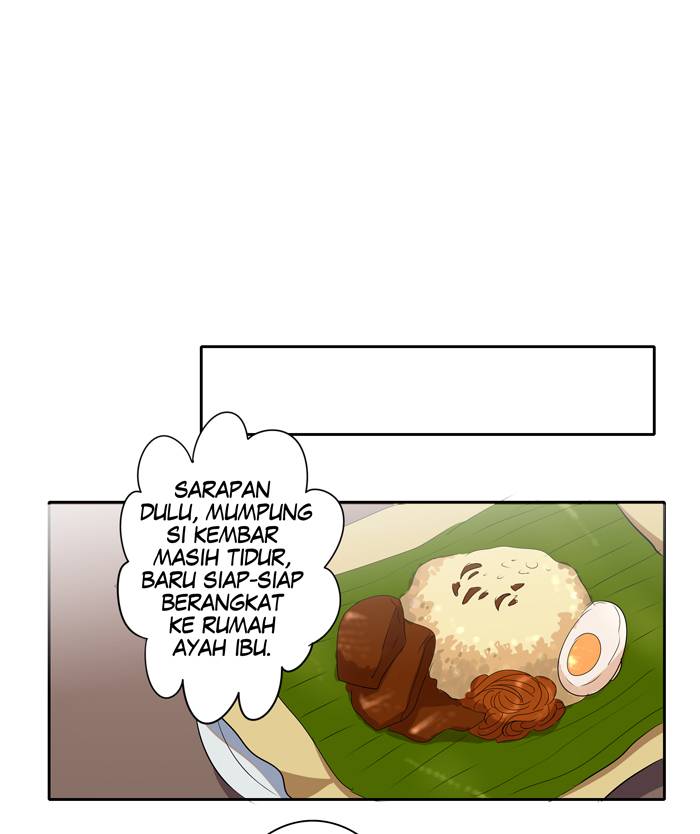 SARAPAN
DULU, MUMPUNG
SI KEMBAR
MASIH TIDUR,
BARU SIAP-SIAP
BERANGKAT
KE RUMAH
AYAH IBU.